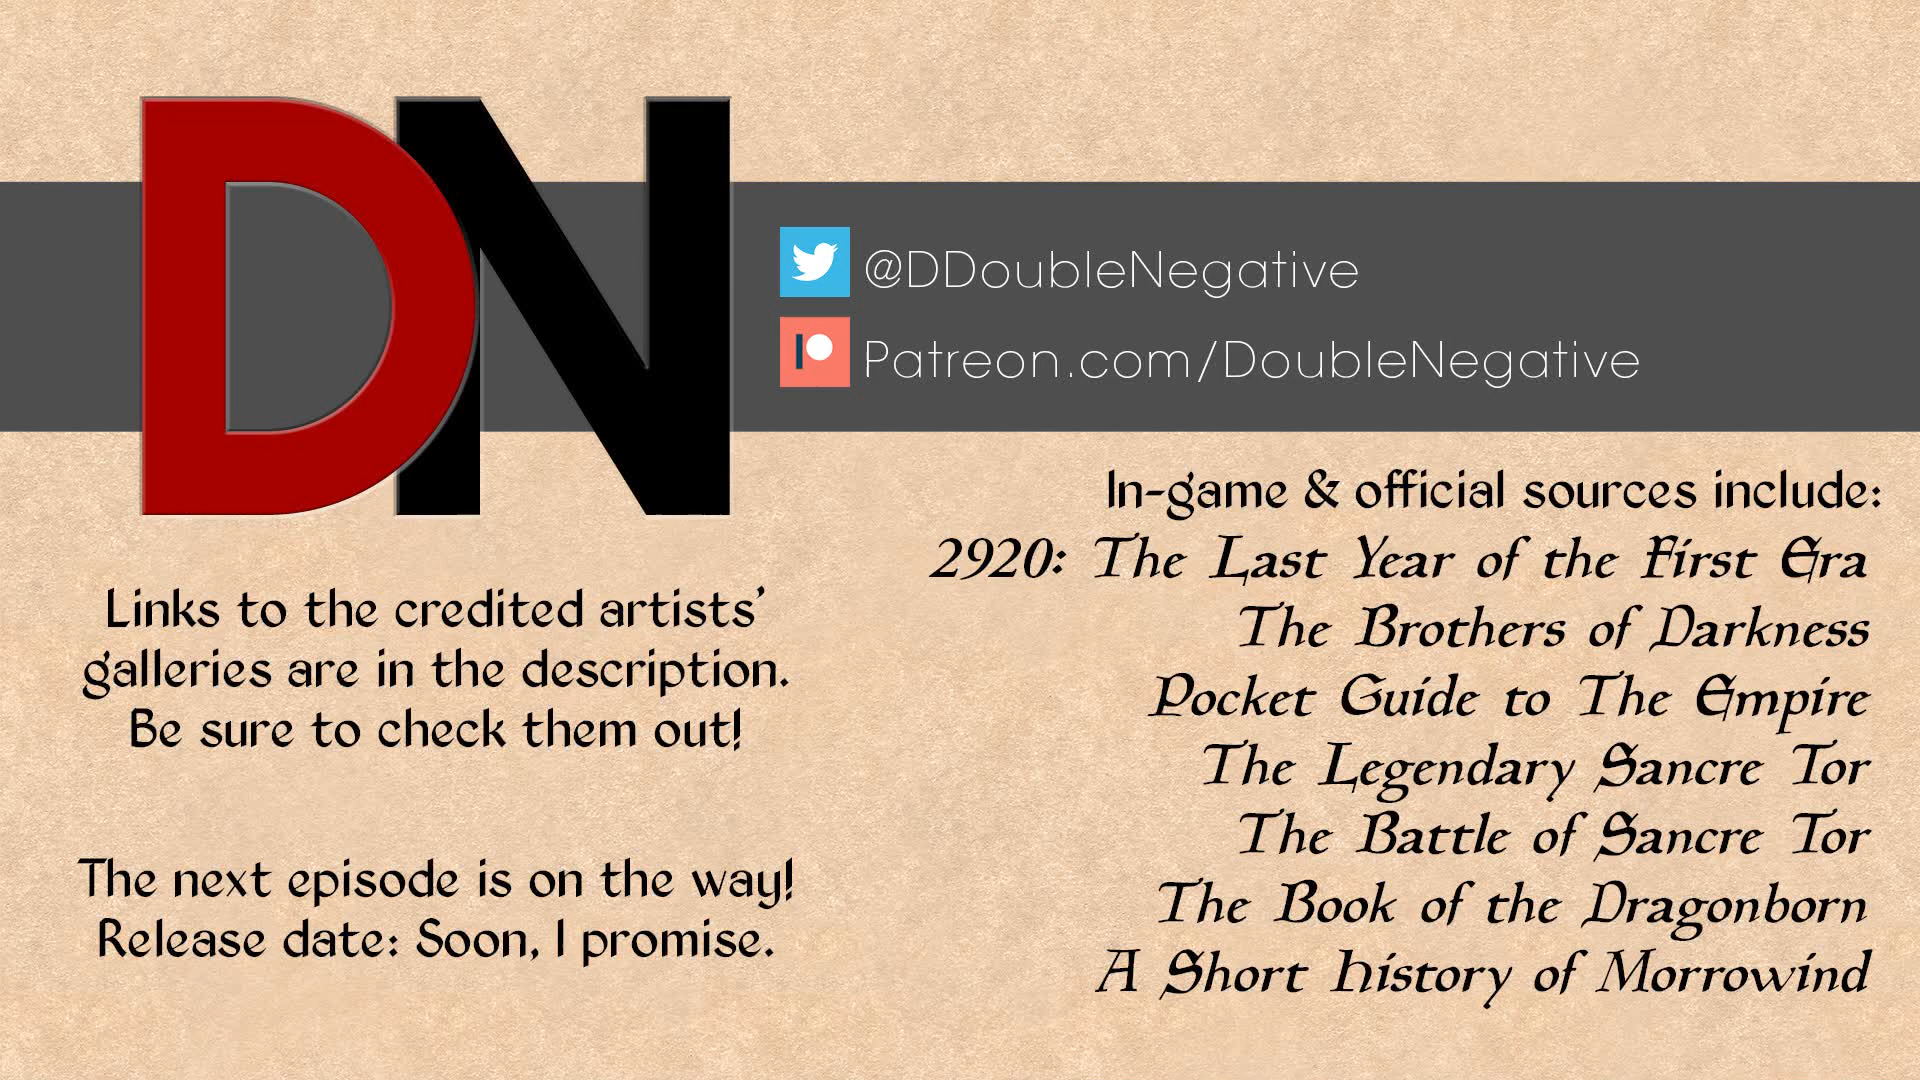 DN
@DDoubleNegative
Patreon.com/DoubleNegative
Links to the credited artists’
galleries are in the description.
Be sure to check them out!
The next episode is on the way!
Release date: Soon, I promise.
In-game & official sources include:
2920: The Last Year of the First Era
The Brothers of Darkness
Pocket Guide to The Empire
The Legendary Sancre Tor
The Battle of Sancre Tor
The Book of the Dragonborn
A Short History of Morrowind